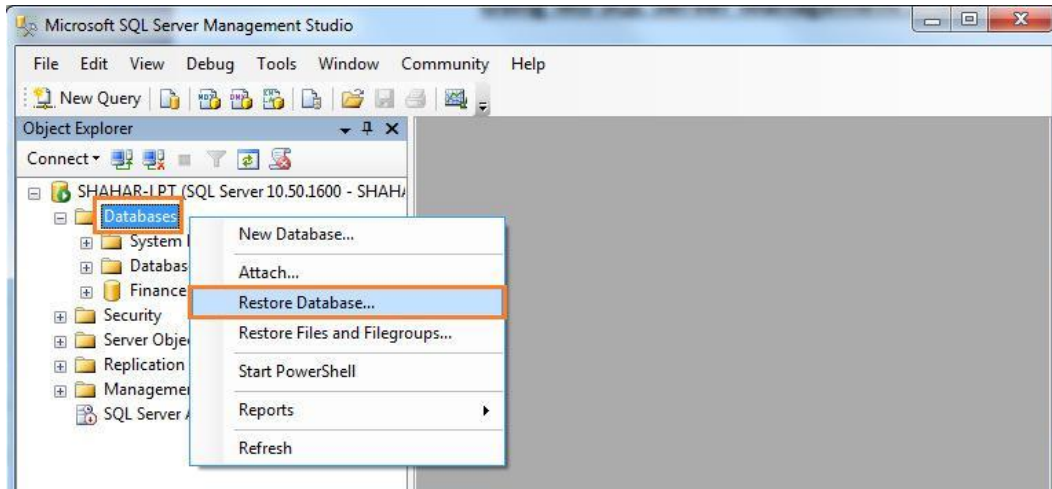 Microsoft SQL Server Management Studio
File Edit View Debug Tools Window Community Help
New Query
Object Explorer
Connect
SHAHAR-LPT (SQL Server 10.50.1600 - SHAHA
Databases
System
Databas
Finance
Security
Server Obje
Replication
Managemen
SQL Server A
New Database...
Attach...
Restore Database...
Restore Files and Filegroups...
Start PowerShell
Reports
Refresh